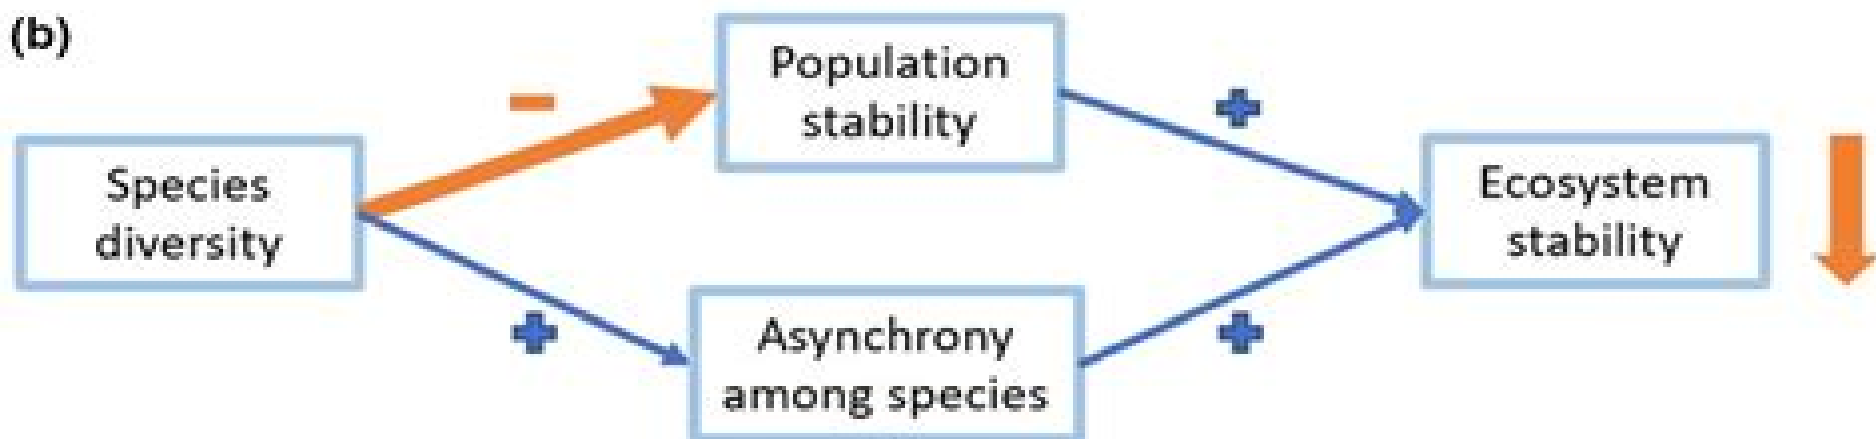 (b)
Population
stability
Species
diversity
Ecosystem
stability
Asynchrony
among species